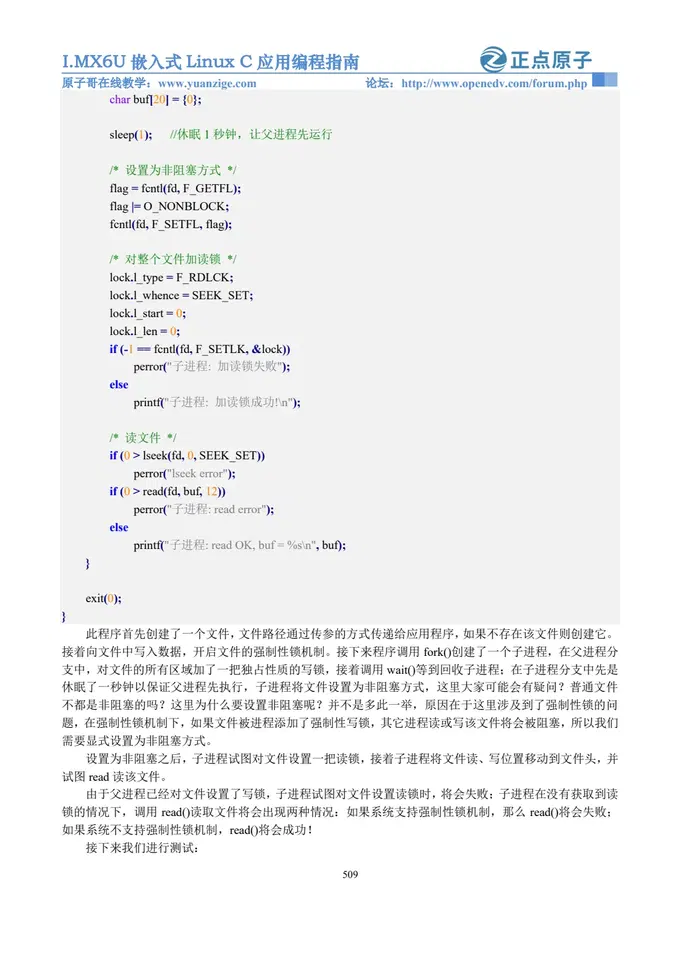 I.MX6U 嵌入式 Linux C 应用编程指南
正点原子
原子哥在线教学：www.yuanzige.com 论坛：http://www.openedv.com/forum.php
char buf[20] = {0};
sleep(1); //休眠 1 秒钟，让父进程先运行
/* 设置为非阻塞方式 */
flag = fcntl(fd, F_GETFL);
flag |= O_NONBLOCK;
fcntl(fd, F_SETFL, flag);
/* 对整个文件加读锁 */
lock.l_type = F_RDLCK;
lock.l_whence = SEEK_SET;
lock.l_start = 0;
lock.l_len = 0;
if (-1 == fcntl(fd, F_SETLK, &lock))
perror("子进程: 加读锁失败");
else
printf("子进程: 加读锁成功!\n");
/* 读文件 */
if (0 > lseek(fd, 0, SEEK_SET))
perror("lseek error");
if (0 > read(fd, buf, 12))
perror("子进程: read error");
else
printf("子进程: read OK, buf = %s\n", buf);
}
exit(0);
}
此程序首先创建了一个文件，文件路径通过传参的方式传递给应用程序，如果不存在该文件则创建它。
接着向文件中写入数据，开启文件的强制性锁机制。接下来程序调用 fork()创建了一个子进程，在父进程分
支中，对文件的所有区域加了一把独占性质的写锁，接着调用 wait()等到回收子进程；在子进程分支中先是
休眠了一秒钟以保证父进程先执行，子进程将文件设置为非阻塞方式，这里大家可能会有疑问？普通文件
不都是非阻塞的吗？这里为什么要设置非阻塞呢？并不是多此一举，原因在于这里涉及到了强制性锁的问
题，在强制性锁机制下，如果文件被进程添加了强制性写锁，其它进程读或写该文件将会被阻塞，所以我们
需要显式设置为非阻塞方式。
设置为非阻塞之后，子进程试图对文件设置一把读锁，接着子进程将文件读、写位置移动到文件头，并
试图 read 读该文件。
由于父进程已经对文件设置了写锁，子进程试图对文件设置读锁时，将会失败；子进程在没有获取到读
锁的情况下，调用 read()读取文件将会出现两种情况：如果系统支持强制性锁机制，那么 read()将会失败；
如果系统不支持强制性锁机制，read()将会成功！
接下来我们进行测试：
509